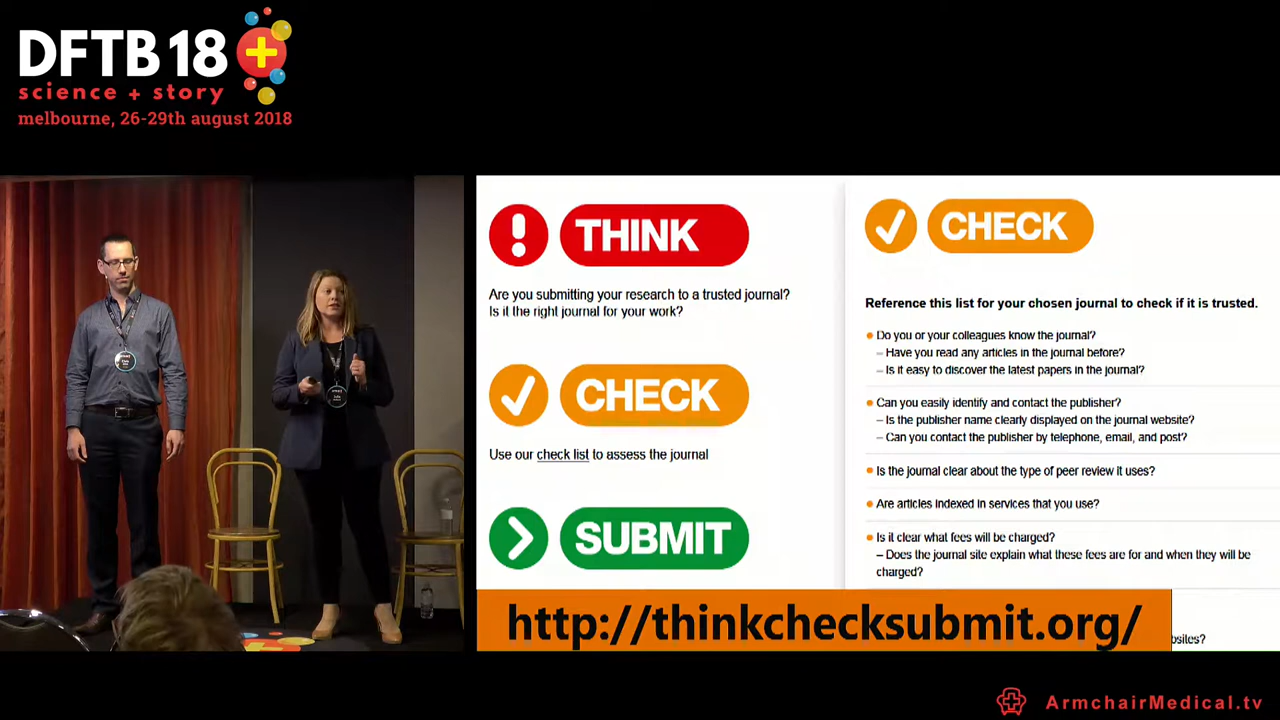 DFTB 18
science + story
melbourne, 26-29th august 2018
THINK
Are you submitting your research to a trusted journal?
Is it the right journal for your work?
CHECK
Use our check list to assess the journal
SUBMIT
CHECK
Reference this list for your chosen journal to check if it is trusted.
Do you or your colleagues know the journal?
– Have you read any articles in the journal before?
– Is it easy to discover the latest papers in the journal?
Can you easily identify and contact the publisher?
– Is the publisher name clearly displayed on the journal website?
– Can you contact the publisher by telephone, email, and post?
Is the journal clear about the type of peer review it uses?
Are articles indexed in services that you use?
Is it clear what fees will be charged?
– Does the journal site explain what these fees are for and when they will be
charged?
http://thinkchecksubmit.org/
ArmchairMedical.tv